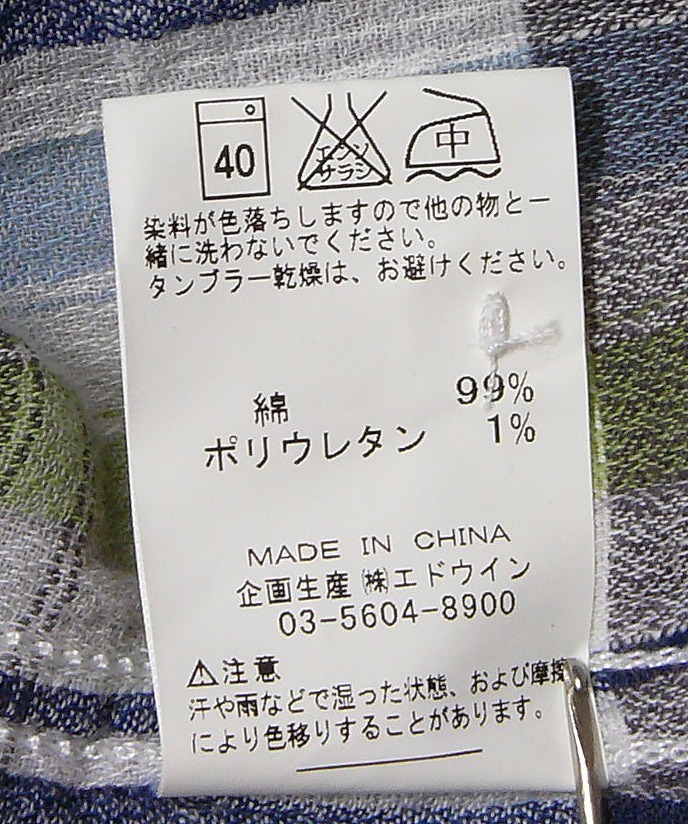 40
エンソ
サラシ
中
染料が色落ちしますので他の物と一
緒に洗わないでください。
タンブラー乾燥は、お避けください。
綿 99%
ポリウレタン 1%
MADE IN CHINA
企画生産 ㈱エドウイン
03-5604-8900
⚠注意
汗や雨などで湿った状態、および摩擦
により色移りすることがあります。